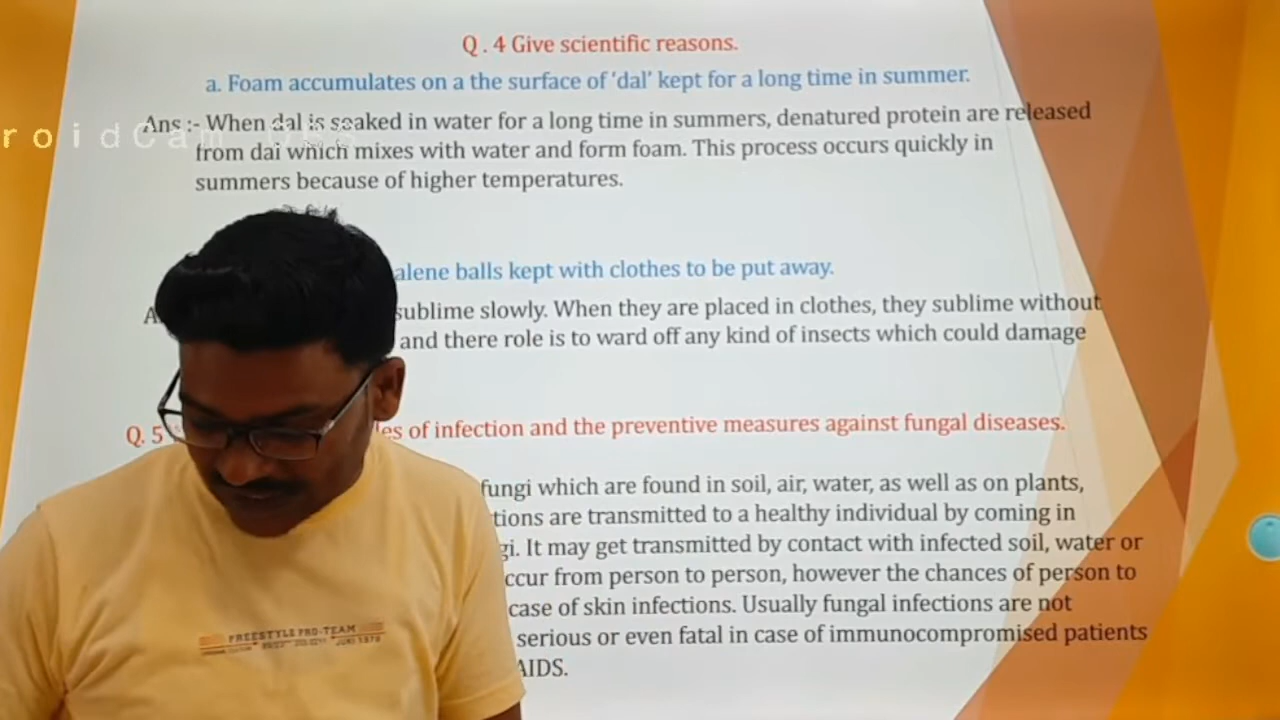 Q . 4 Give scientific reasons.
a. Foam accumulates on a the surface of 'dal' kept for a long time in summer.
roidCam
Ans :- When dal is soaked in water for a long time in summers, denatured protein are released
from dai which mixes with water and form foam. This process occurs quickly in
summers because of higher temperatures.
alene balls kept with clothes to be put away.
sublime slowly. When they are placed in clothes, they sublime without
and there role is to ward off any kind of insects which could damage
Q. 5 of infection and the preventive measures against fungal diseases.
fungi which are found in soil, air, water, as well as on plants,
tions are transmitted to a healthy individual by coming in
gi. It may get transmitted by contact with infected soil, water or
ccur from person to person, however the chances of person to
case of skin infections. Usually fungal infections are not
serious or even fatal in case of immunocompromised patients
AIDS.
FREESTYLE PRO-TEAM